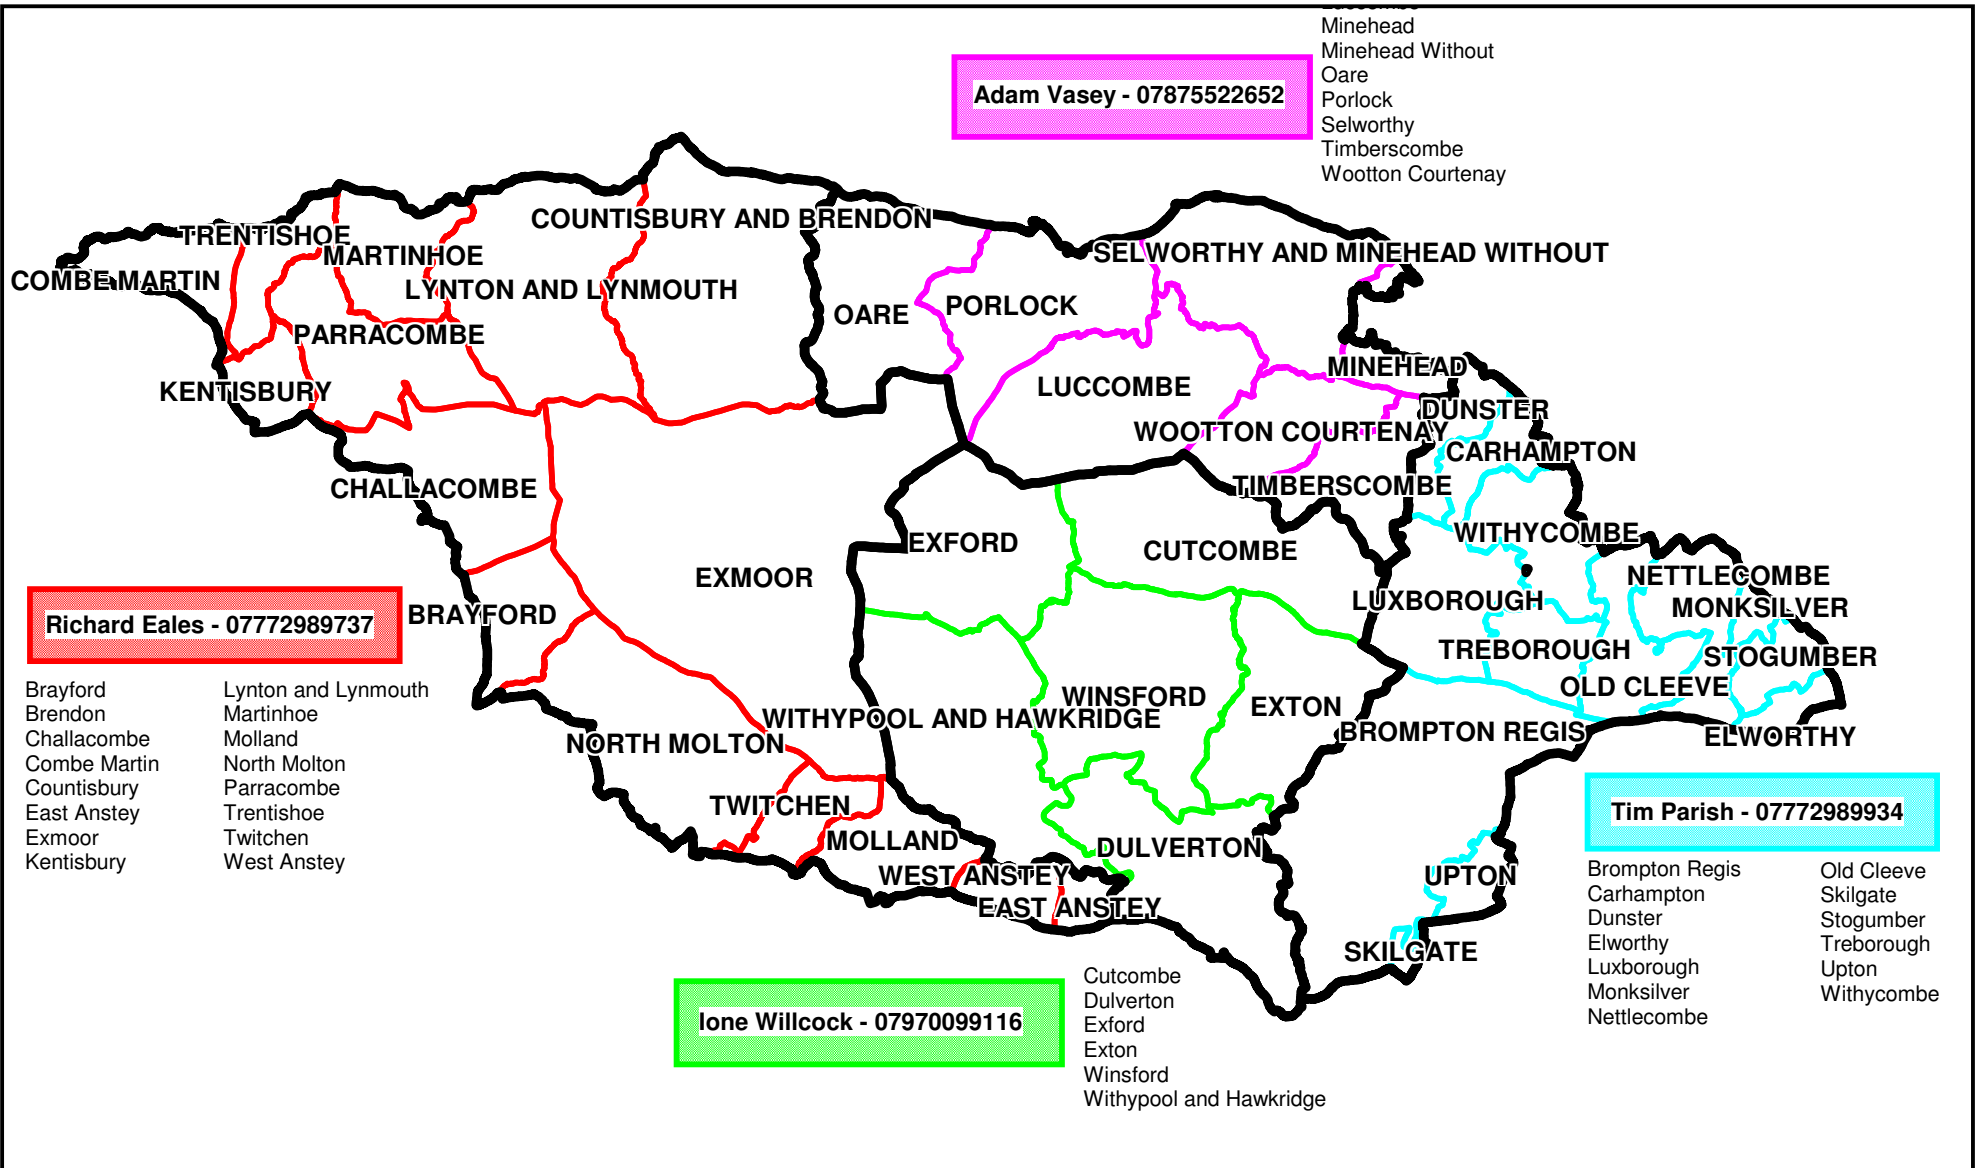 Luccombe
Minehead
Minehead Without
Oare
Porlock
Selworthy
Timberscombe
Wootton Courtenay
Adam Vasey - 07875522652
COUNTISBURY AND BRENDON
TRENTISHOE
MARTINHOE
SELWORTHY AND MINEHEAD WITHOUT
COMBE MARTIN
LYNTON AND LYNMOUTH
OARE
PORLOCK
PARRACOMBE
MINEHEAD
KENTISBURY
LUCCOMBE
DUNSTER
WOOTTON COURTENAY
CARHAMPTON
CHALLACOMBE
TIMBERSCOMBE
WITHYCOMBE
EXFORD
CUTCOMBE
EXMOOR
NETTLECOMBE
LUXBOROUGH
MONKSILVER
BRAYFORD
TREBOROUGH
STOGUMBER
OLD CLEEVE
WINSFORD
EXTON
WITHYPOOL AND HAWKRIDGE
BROMPTON REGIS
ELWORTHY
NORTH MOLTON
TWITCHEN
MOLLAND
DULVERTON
WEST ANSTEY
UPTON
EAST ANSTEY
SKILGATE
Richard Eales - 07772989737
Brayford
Brendon
Challacombe
Combe Martin
Countisbury
East Anstey
Exmoor
Kentisbury
Lynton and Lynmouth
Martinhoe
Molland
North Molton
Parracombe
Trentishoe
Twitchen
West Anstey
Ione Willcock - 07970099116
Cutcombe
Dulverton
Exford
Exton
Winsford
Withypool and Hawkridge
Tim Parish - 07772989934
Brompton Regis
Carhampton
Dunster
Elworthy
Luxborough
Monksilver
Nettlecombe
Old Cleeve
Skilgate
Stogumber
Treborough
Upton
Withycombe